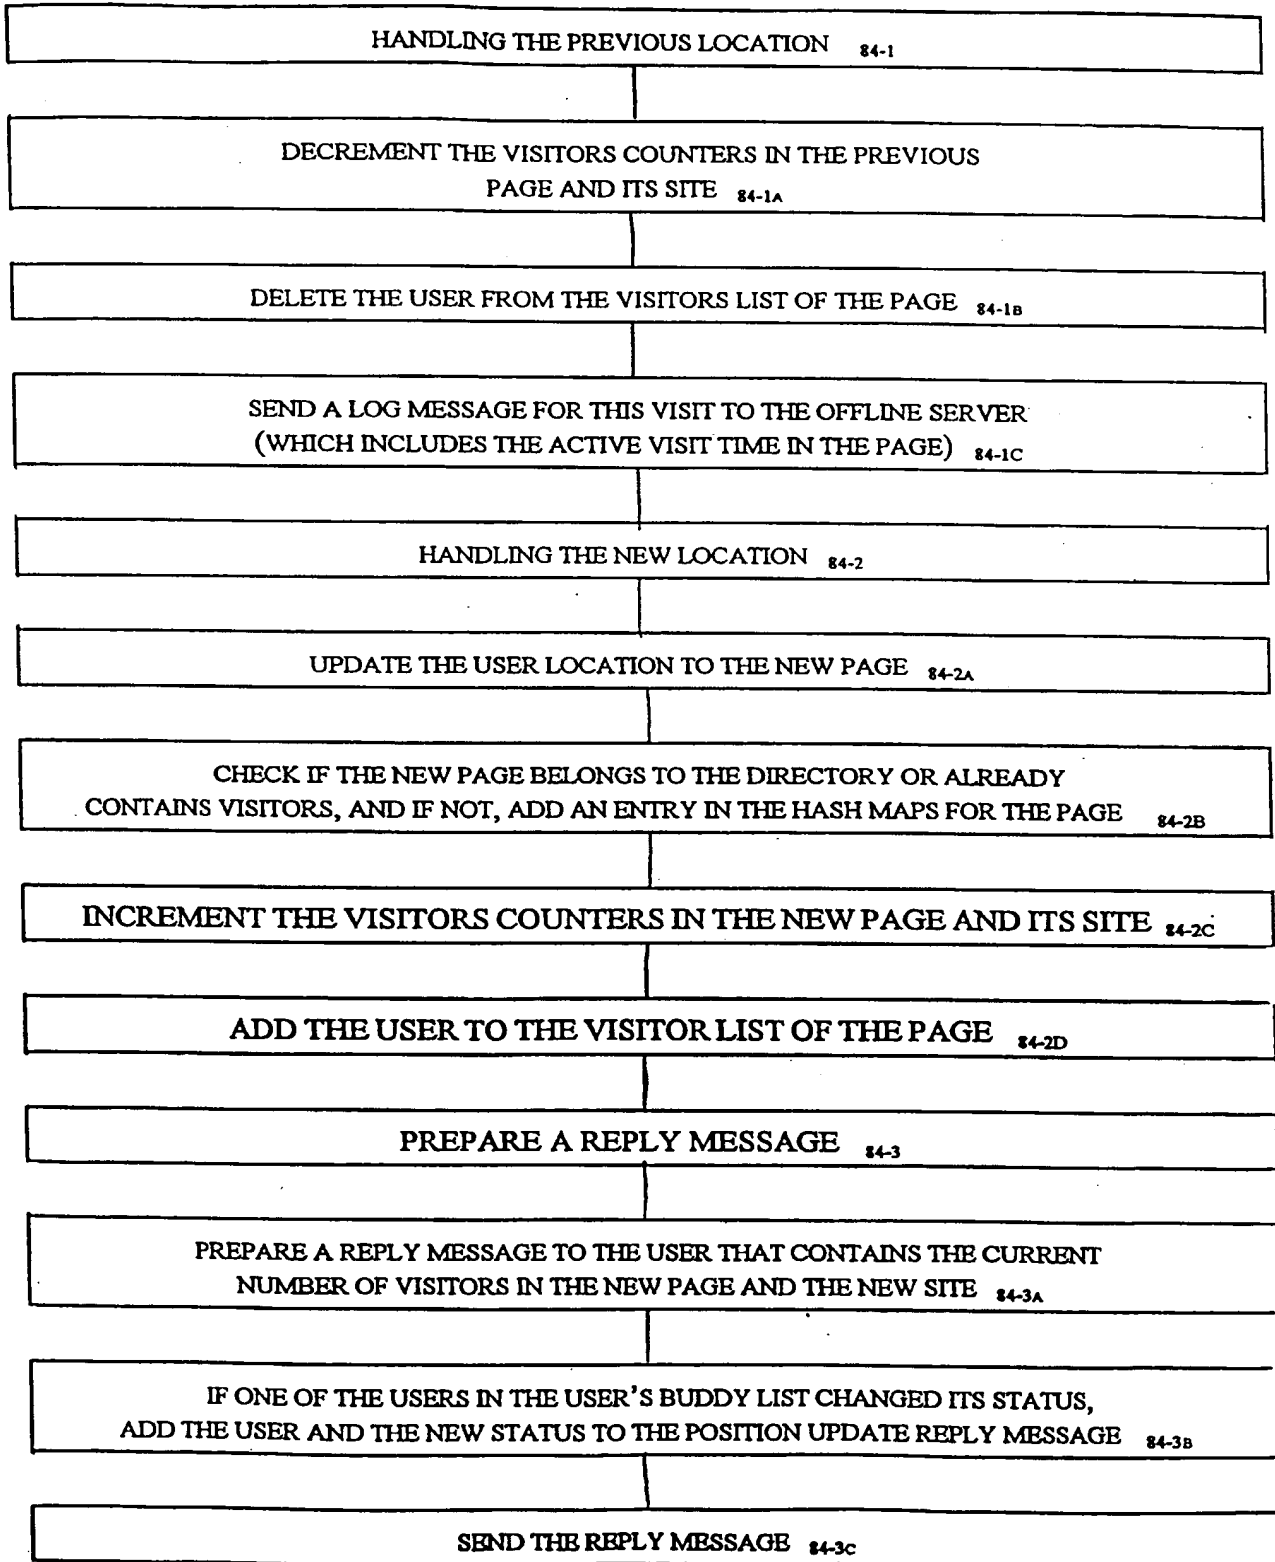 HANDLING THE PREVIOUS LOCATION 84-1
DECREMENT THE VISITORS COUNTERS IN THE PREVIOUS
PAGE AND ITS SITE 84-1A
DELETE THE USER FROM THE VISITORS LIST OF THE PAGE 84-1B
SEND A LOG MESSAGE FOR THIS VISIT TO THE OFFLINE SERVER
(WHICH INCLUDES THE ACTIVE VISIT TIME IN THE PAGE) 84-1C
HANDLING THE NEW LOCATION 84-2
UPDATE THE USER LOCATION TO THE NEW PAGE 84-2A
CHECK IF THE NEW PAGE BELONGS TO THE DIRECTORY OR ALREADY
CONTAINS VISITORS, AND IF NOT, ADD AN ENTRY IN THE HASH MAPS FOR THE PAGE 84-2B
INCREMENT THE VISITORS COUNTERS IN THE NEW PAGE AND ITS SITE 84-2C
ADD THE USER TO THE VISITOR LIST OF THE PAGE 84-2D
PREPARE A REPLY MESSAGE 84-3
PREPARE A REPLY MESSAGE TO THE USER THAT CONTAINS THE CURRENT
NUMBER OF VISITORS IN THE NEW PAGE AND THE NEW SITE 84-3A
IF ONE OF THE USERS IN THE USER'S BUDDY LIST CHANGED ITS STATUS,
ADD THE USER AND THE NEW STATUS TO THE POSITION UPDATE REPLY MESSAGE 84-3B
SEND THE REPLY MESSAGE 84-3C